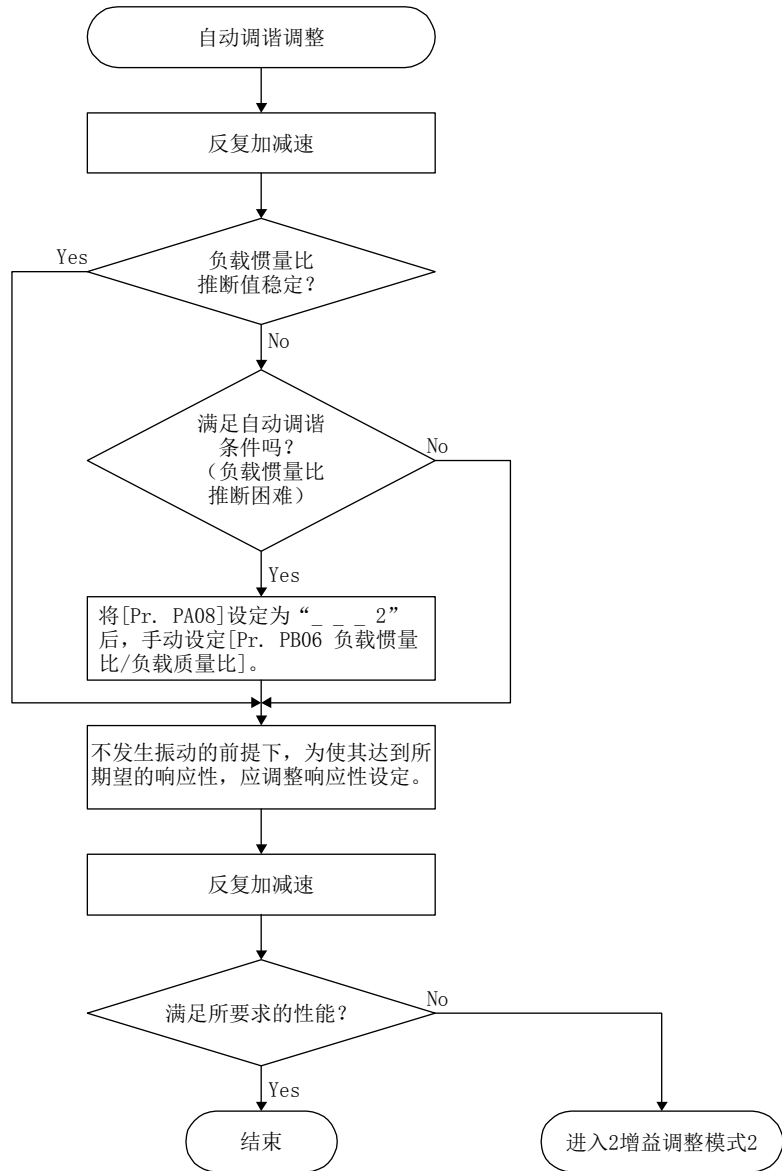 自动调谐调整
反复加减速
负载惯量比
推断值稳定？
Yes
No
满足自动调谐
条件吗？
（负载惯量比
推断困难）
No
Yes
将[Pr. PA08]设定为“_ _ _ 2”
后，手动设定[Pr. PB06 负载惯量
比/负载质量比]。
不发生振动的前提下，为使其达到所
期望的响应性，应调整响应性设定。
反复加减速
满足所要求的性能？
No
Yes
结束
进入2增益调整模式2